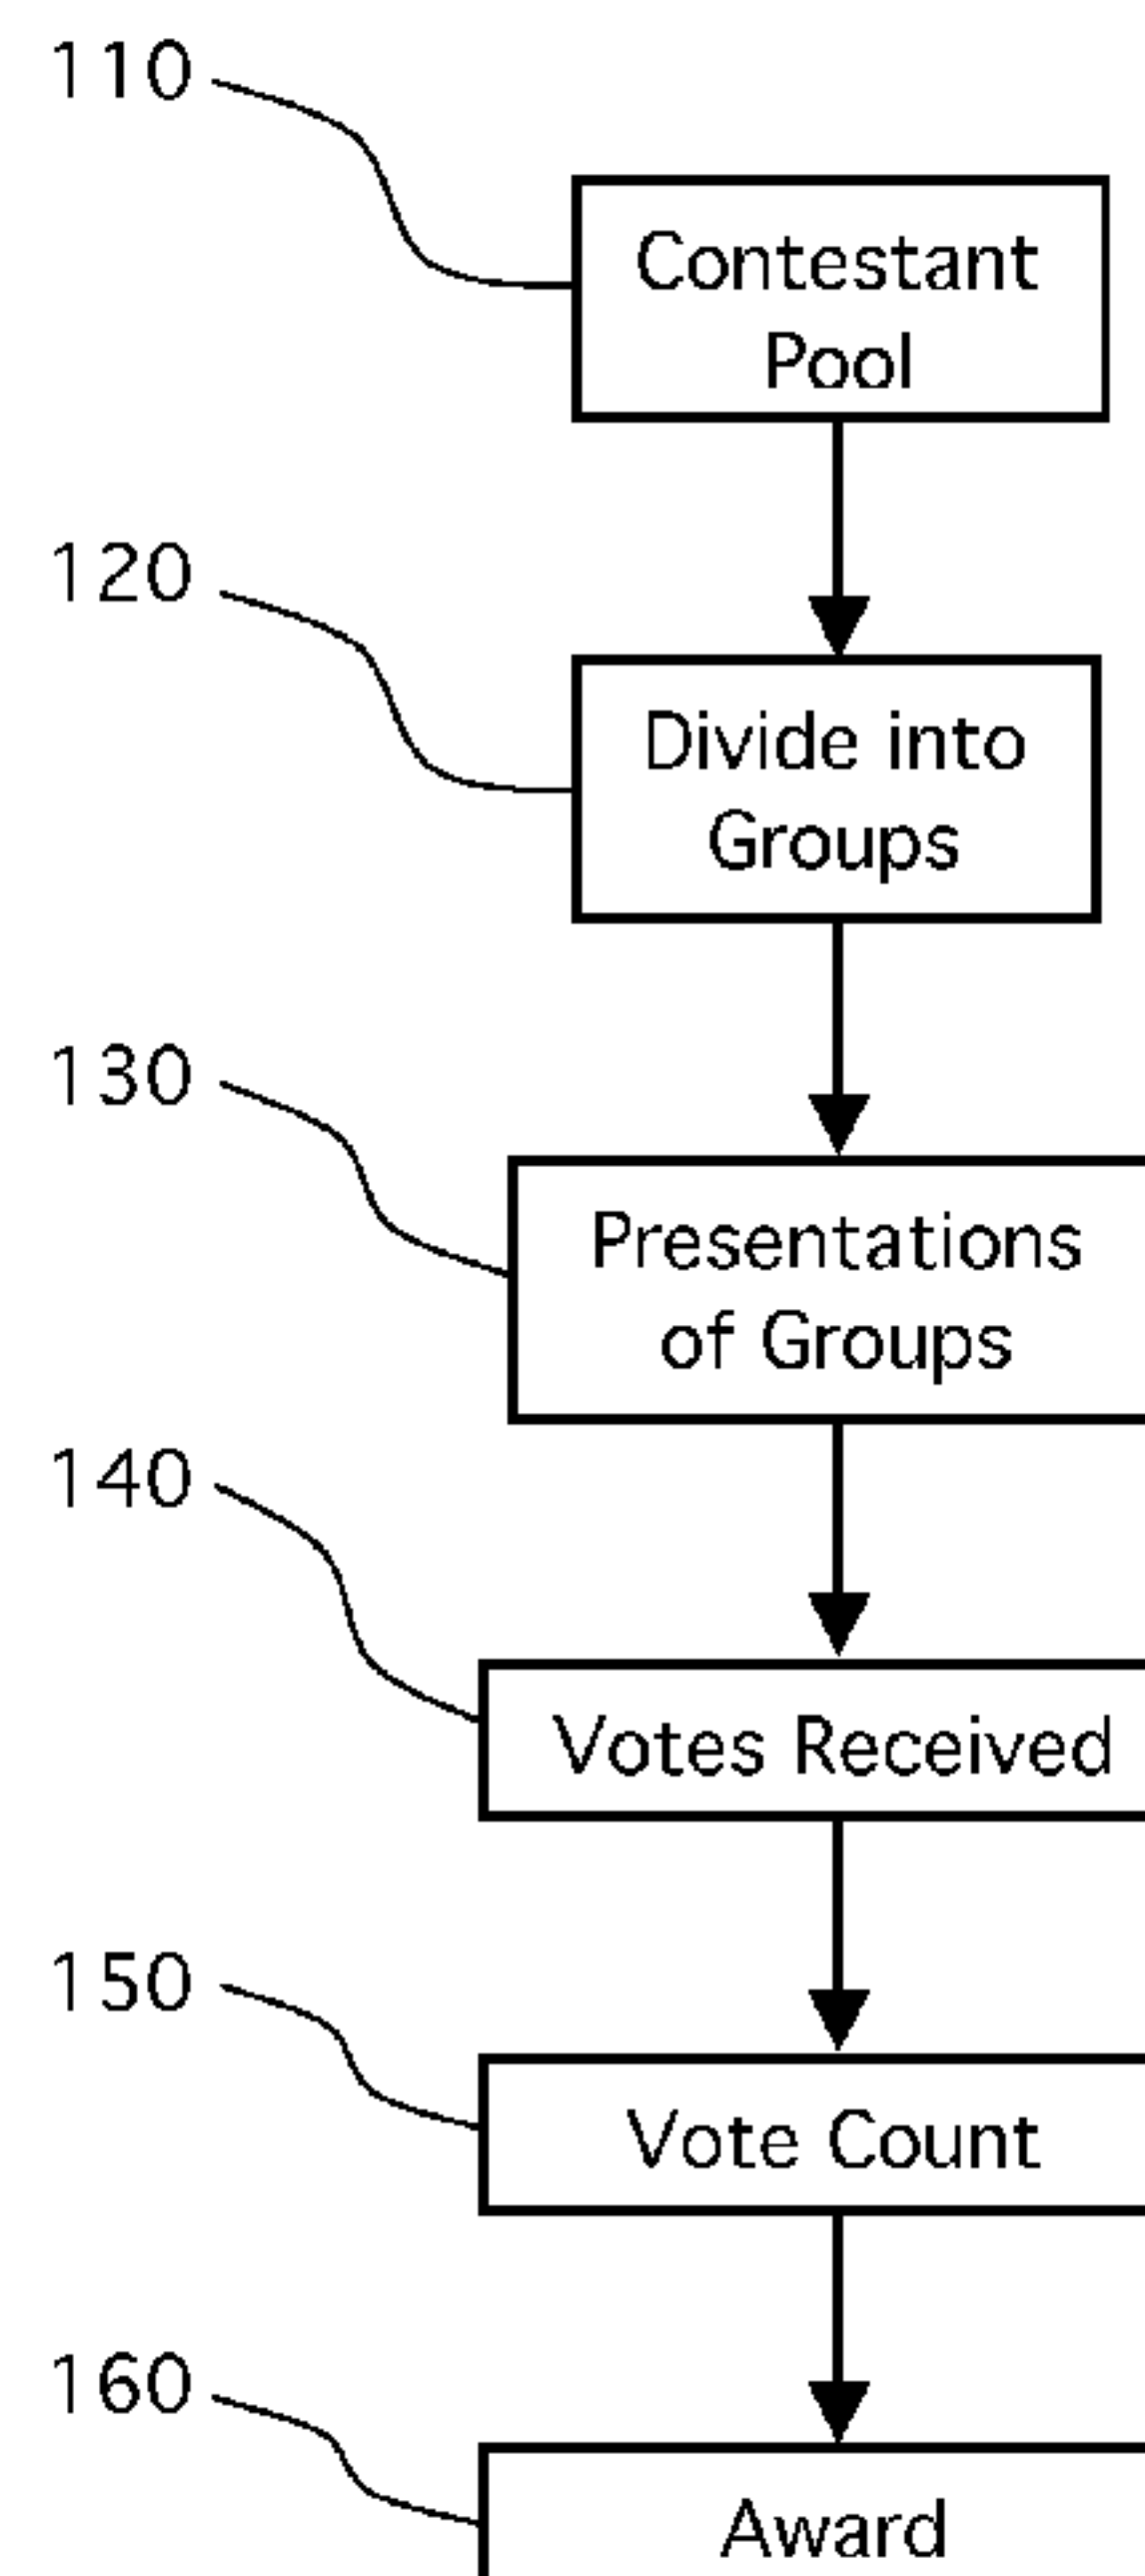 110
Contestant
Pool
120
Divide into
Groups
130
Presentations
of Groups
140
Votes Received
150
Vote Count
160
Award